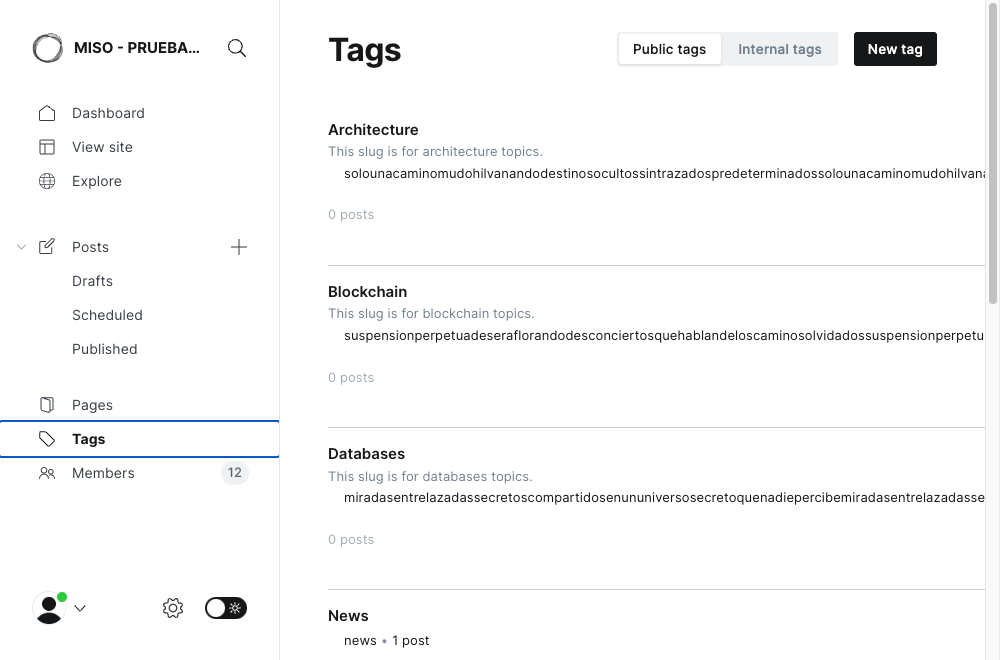 MISO - PRUEBA...
Dashboard
View site
Explore
Posts
Drafts
Scheduled
Published
Pages
Tags
Members
12
Tags
Public tags
Internal tags
New tag
Architecture
This slug is for architecture topics.
solounacaminomudohilvanandodestinosocultossintrazadospredeterminadossolounacaminomudohilvana
0 posts
Blockchain
This slug is for blockchain topics.
suspensionperpetuadeseraflorandodesconciertosquehablandeloscaminosolvidadossuspensionperpetu
0 posts
Databases
This slug is for databases topics.
miradasentrelazadassecretoscompartidosenununiversosecretoquenadiepercibemiradasentrelazadasse
0 posts
News
news • 1 post